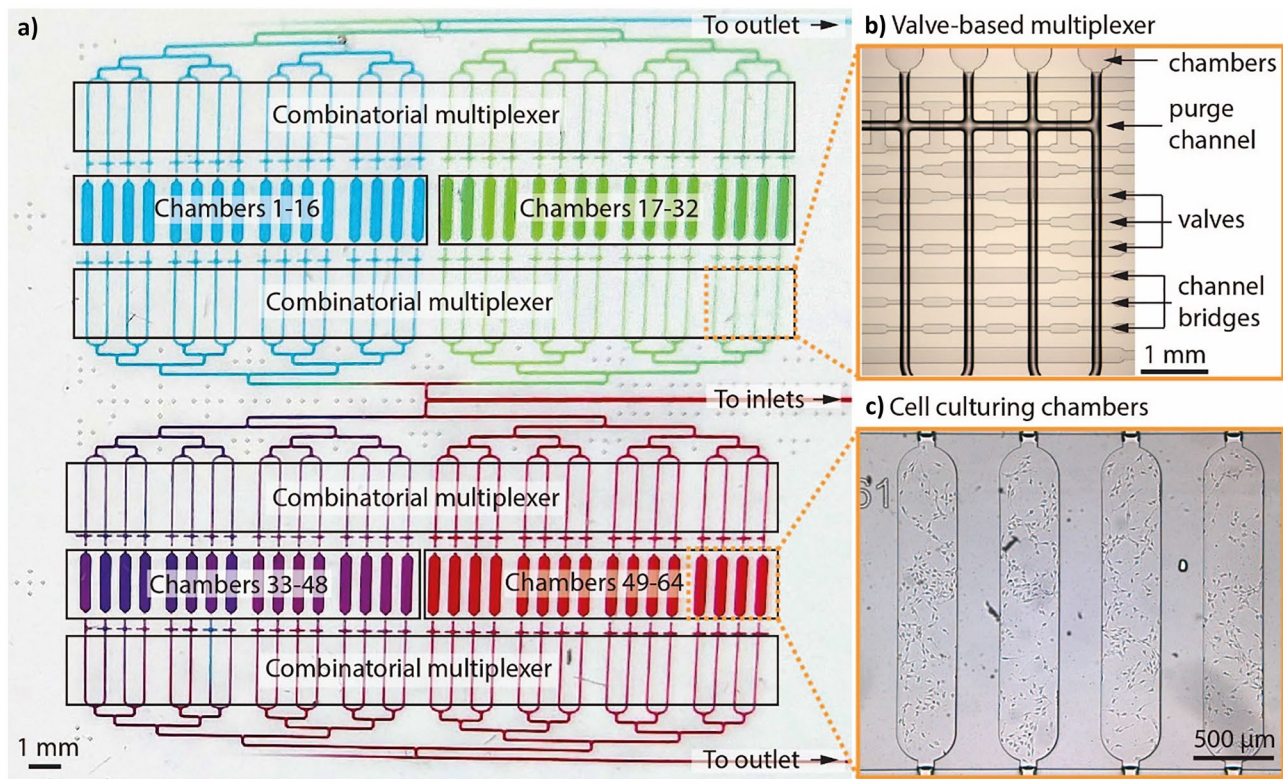 a)
To outlet
Combinatorial multiplexer
Chambers 1-16
Chambers 17-32
Combinatorial multiplexer
To inlets
Combinatorial multiplexer
Chambers 33-48
Chambers 49-64
Combinatorial multiplexer
1 mm
To outlet
b) Valve-based multiplexer
chambers
purge
channel
valves
channel
bridges
1 mm
c) Cell culturing chambers
61
500 µm